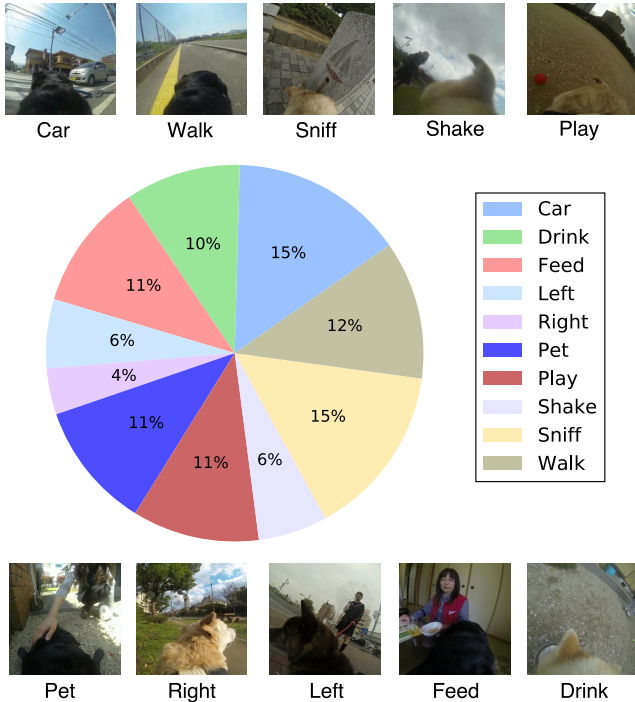 Car Walk Sniff Shake Play
10%
15%
11%
12%
6%
4%
11%
15%
11%
6%
Car
Drink
Feed
Left
Right
Pet
Play
Shake
Sniff
Walk
Pet Right Left Feed Drink